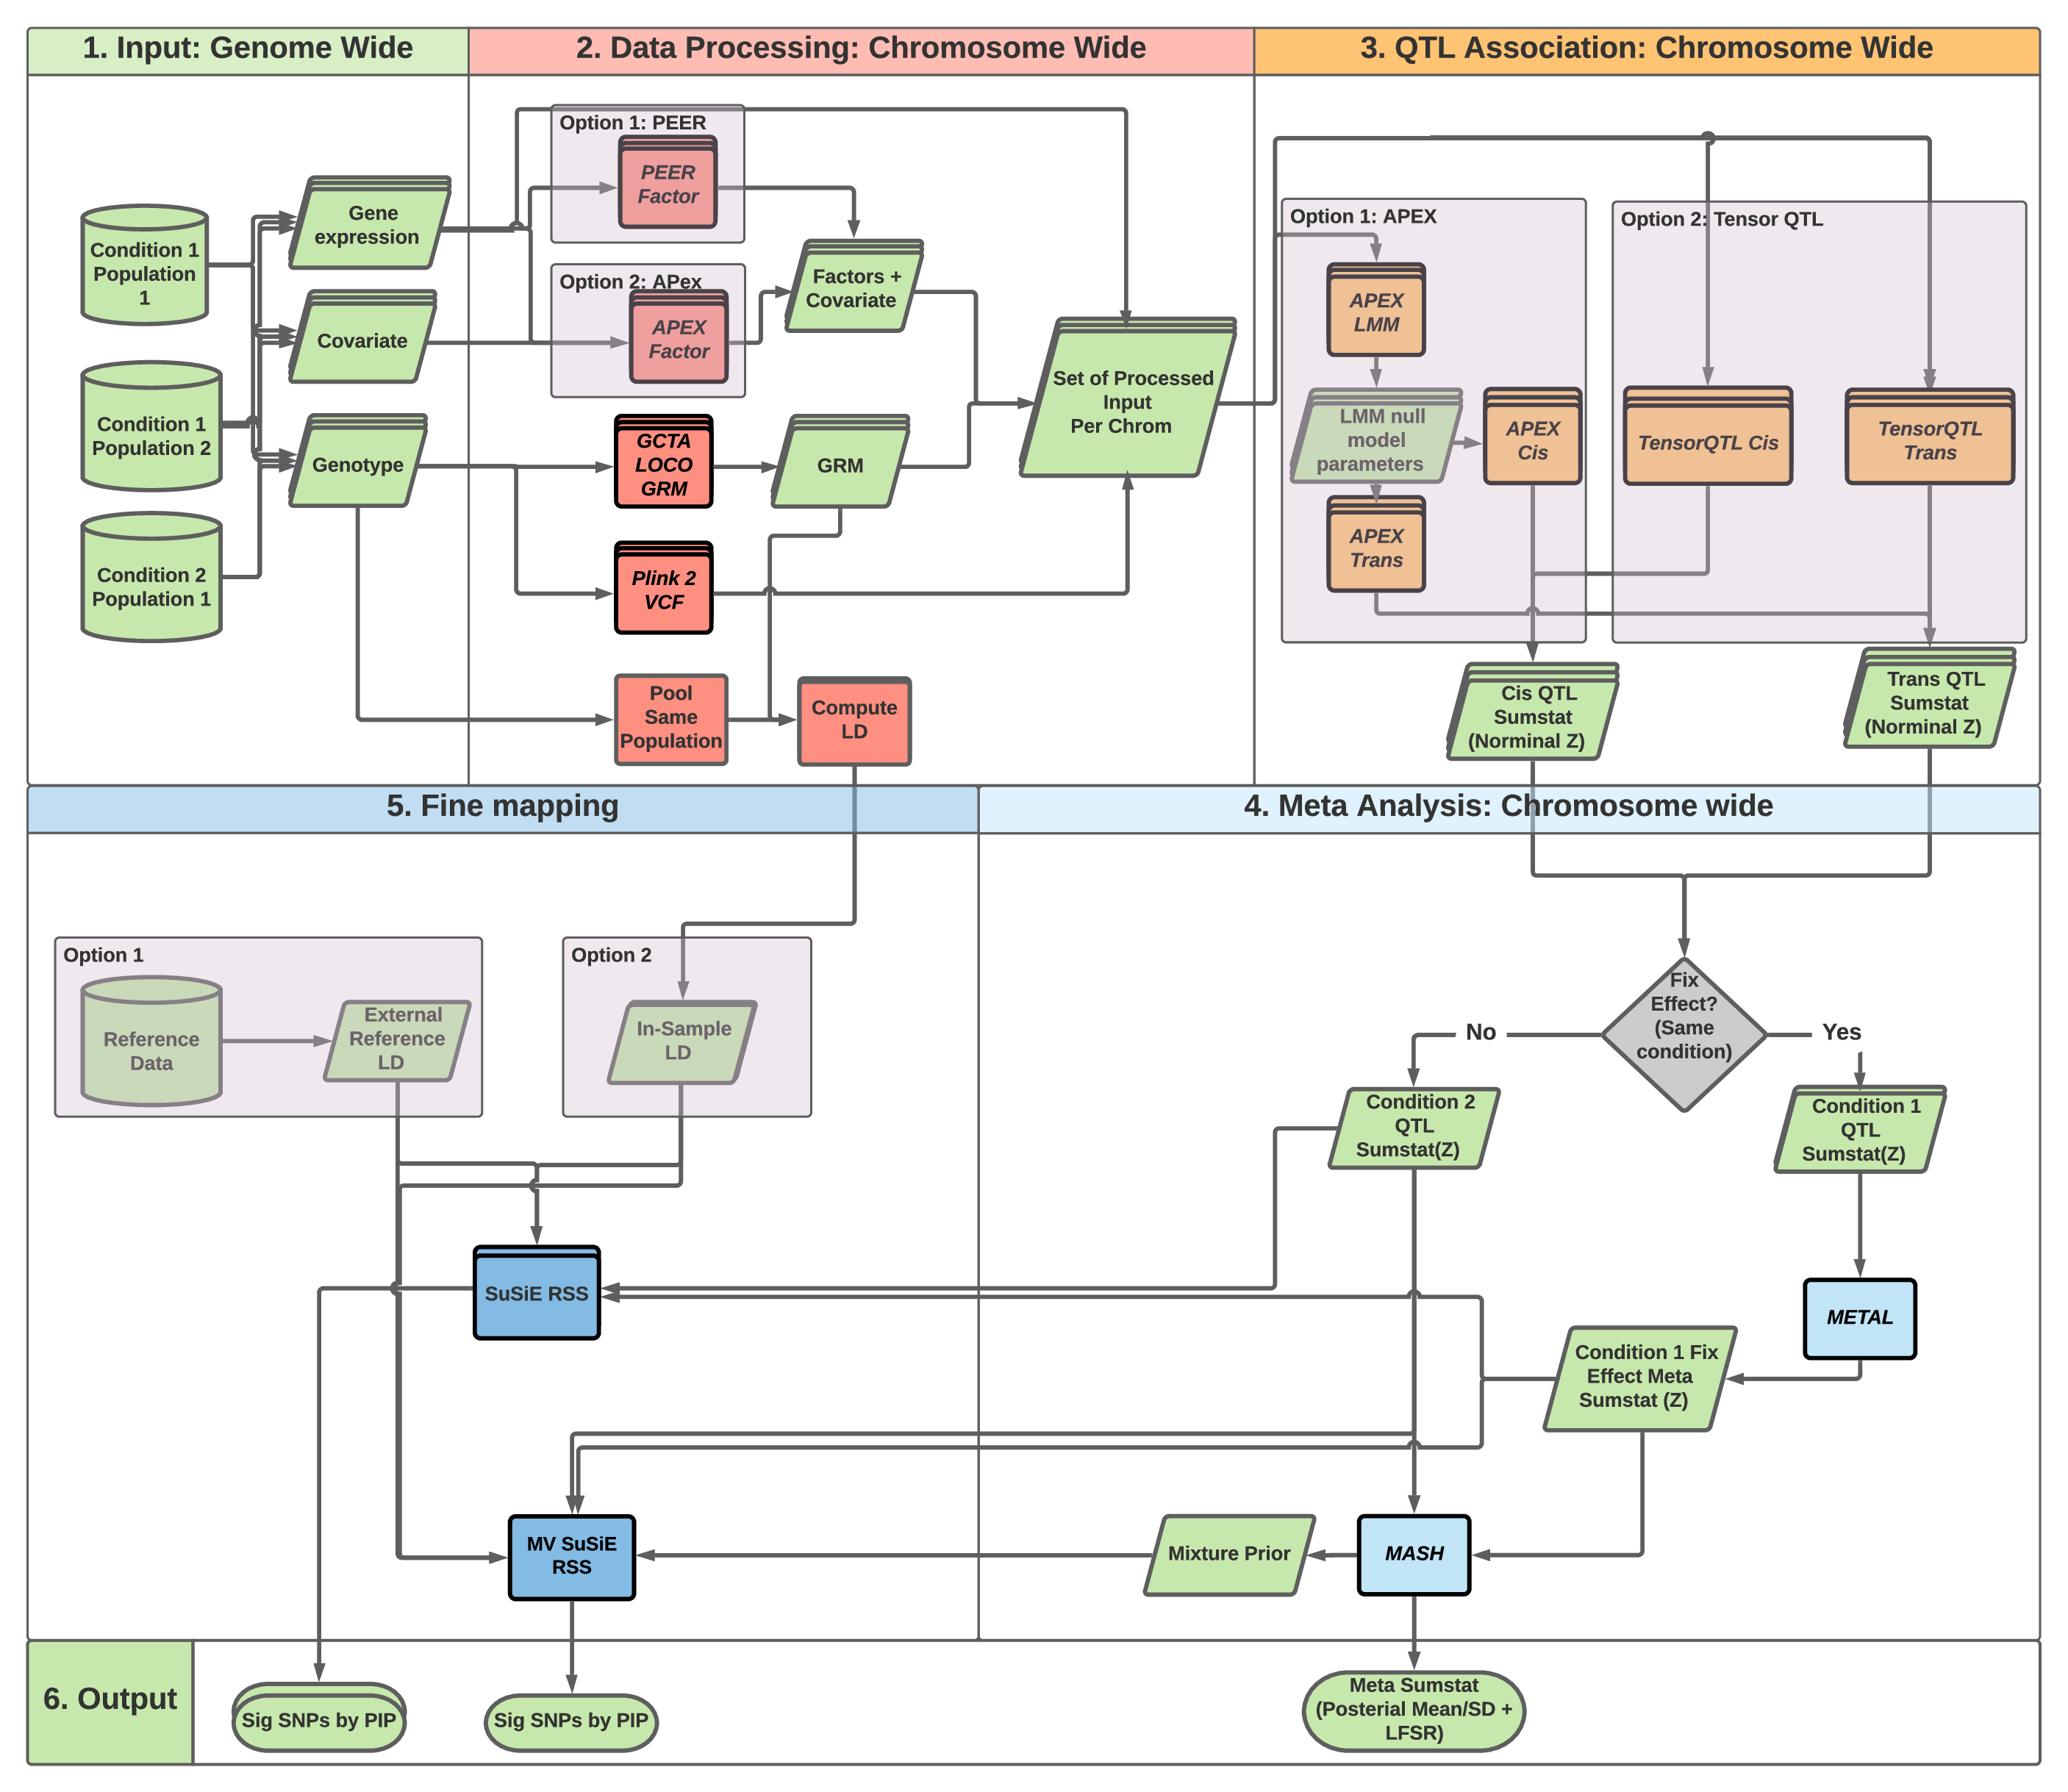 1. Input: Genome Wide
2. Data Processing: Chromosome Wide
3. QTL Association: Chromosome Wide
Condition 1
Population
1
Condition 1
Population 2
Condition 2
Population 1
Gene
expression
Covariate
Genotype
Option 1: PEER
PEER
Factor
Option 2: APex
APEX
Factor
Factors +
Covariate
GCTA
LOCO
GRM
GRM
Plink 2
VCF
Pool
Same
Population
Compute
LD
Set of Processed
Input
Per Chrom
Option 1: APEX
APEX
LMM
LMM null
model
parameters
APEX
Cis
APEX
Trans
Option 2: Tensor QTL
TensorQTL Cis
TensorQTL
Trans
Cis QTL
Sumstat
(Norminal Z)
Trans QTL
Sumstat
(Norminal Z)
5. Fine mapping
4. Meta Analysis: Chromosome wide
Option 1
Reference
Data
External
Reference
LD
Option 2
In-Sample
LD
SuSiE RSS
MV SuSiE
RSS
Fix
Effect?
(Same
condition)
No
Yes
Condition 2
QTL
Sumstat(Z)
Condition 1
QTL
Sumstat(Z)
METAL
Condition 1 Fix
Effect Meta
Sumstat (Z)
Mixture Prior
MASH
6. Output
Sig SNPs by PIP
Sig SNPs by PIP
Meta Sumstat
(Posterial Mean/SD +
LFSR)